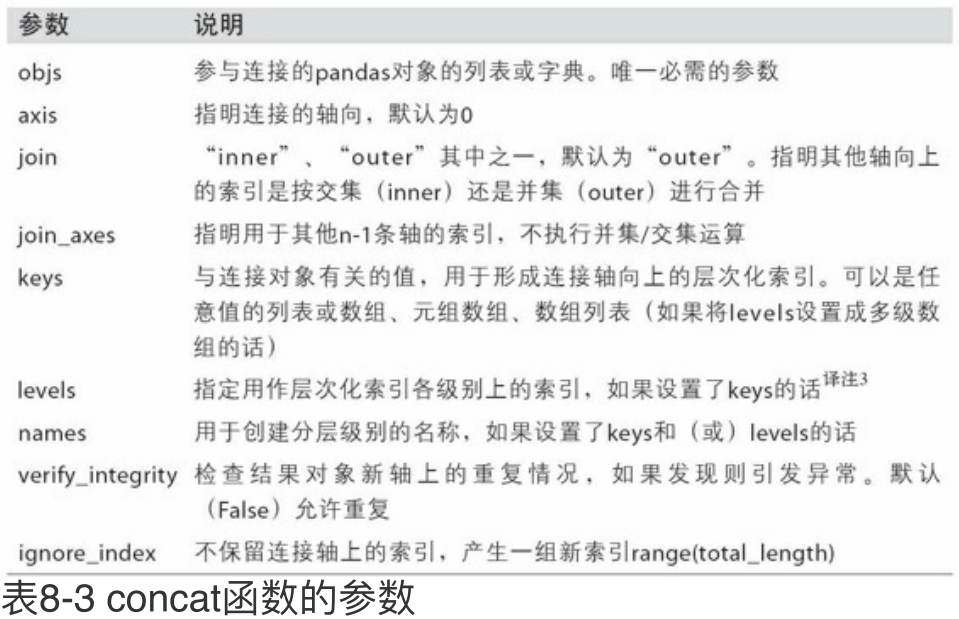 参数 说明
objs 参与连接的pandas对象的列表或字典。唯一必需的参数
axis 指明连接的轴向，默认为0
join “inner”、“outer”其中之一，默认为“outer”。指明其他轴向上
的索引是按交集（inner）还是并集（outer）进行合并
join_axes 指明用于其他n-1条轴的索引，不执行并集/交集运算
keys 与连接对象有关的值，用于形成连接轴向上的层次化索引。可以是任
意值的列表或数组、元组数组、数组列表（如果将levels设置成多级数
组的话）
levels 指定用作层次化索引各级别上的索引，如果设置了keys的话译注3
names 用于创建分层级别的名称，如果设置了keys和（或）levels的话
verify_integrity 检查结果对象新轴上的重复情况，如果发现则引发异常。默认
（False）允许重复
ignore_index 不保留连接轴上的索引，产生一组新索引range(total_length)
表8-3 concat函数的参数